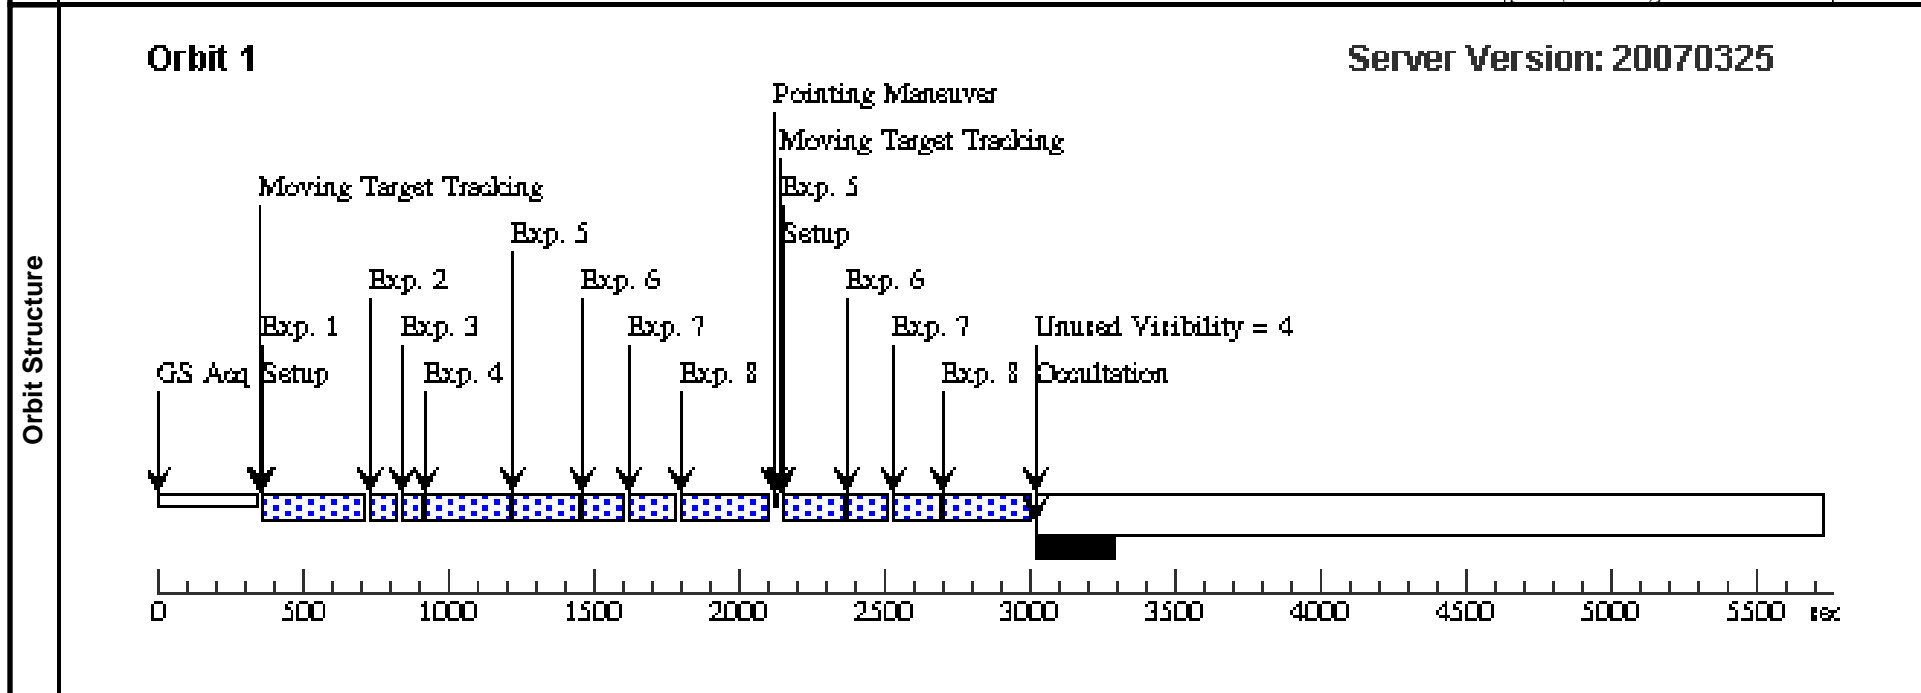 Orbit 1
Server Version: 20070325
Pointing Maneuver
Moving Target Tracking
Moving Target Tracking
Exp. 5
Exp. 5
Setup
Exp. 2
Exp. 6
Exp. 6
Exp. 1
Exp. 3
Exp. 7
Exp. 7
Unused Visibility = 4
GS Acq
Setup
Exp. 4
Exp. 8
Exp. 8
Occultation
0
500
1000
1500
2000
2500
3000
3500
4000
4500
5000
5500
sec
Orbit Structure